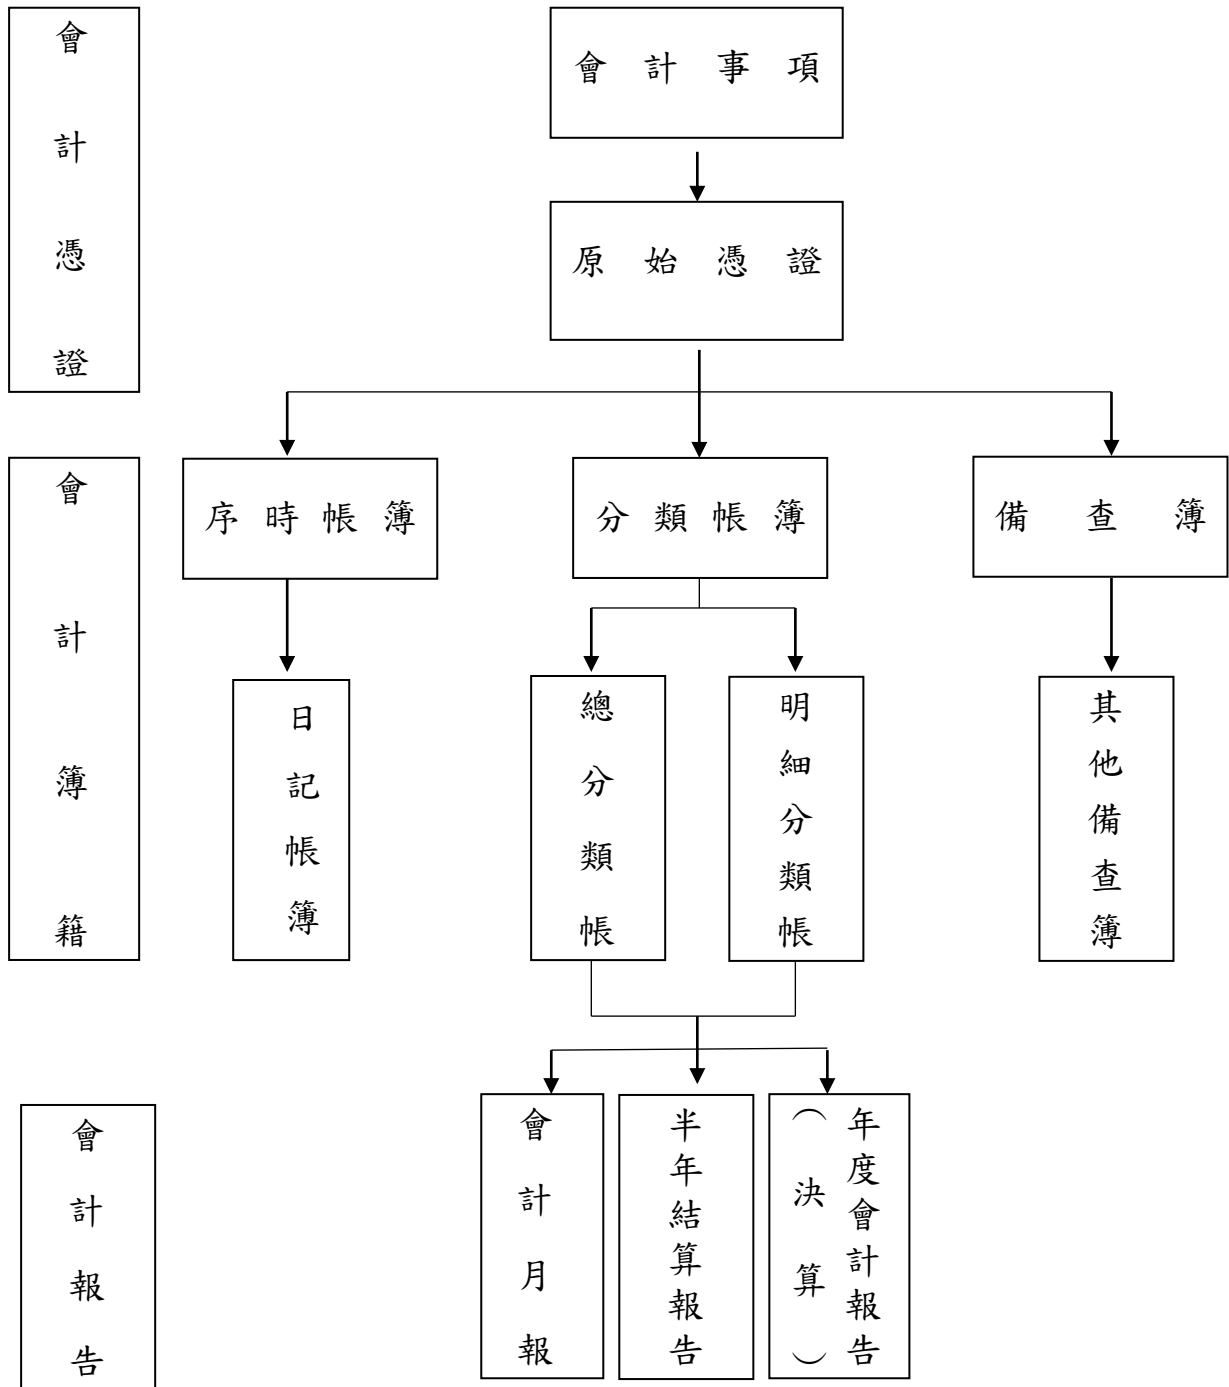 會計憑證
會計事項
原始憑證
會計簿籍
序時帳簿
分類帳簿
備查簿
日記帳簿
總分類帳
明細分類帳
其他備查簿
會計報告
會計月報
半年結算報告
年度會計報告
（決算）